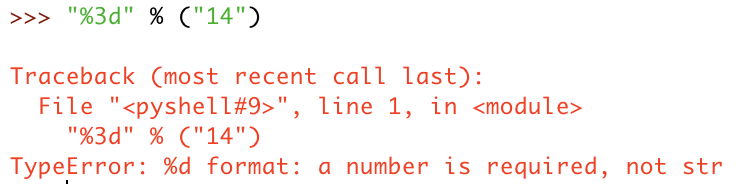 >>> "%3d" % ("14")
Traceback (most recent call last):
  File "<pyshell#9>", line 1, in <module>
    "%3d" % ("14")
TypeError: %d format: a number is required, not str